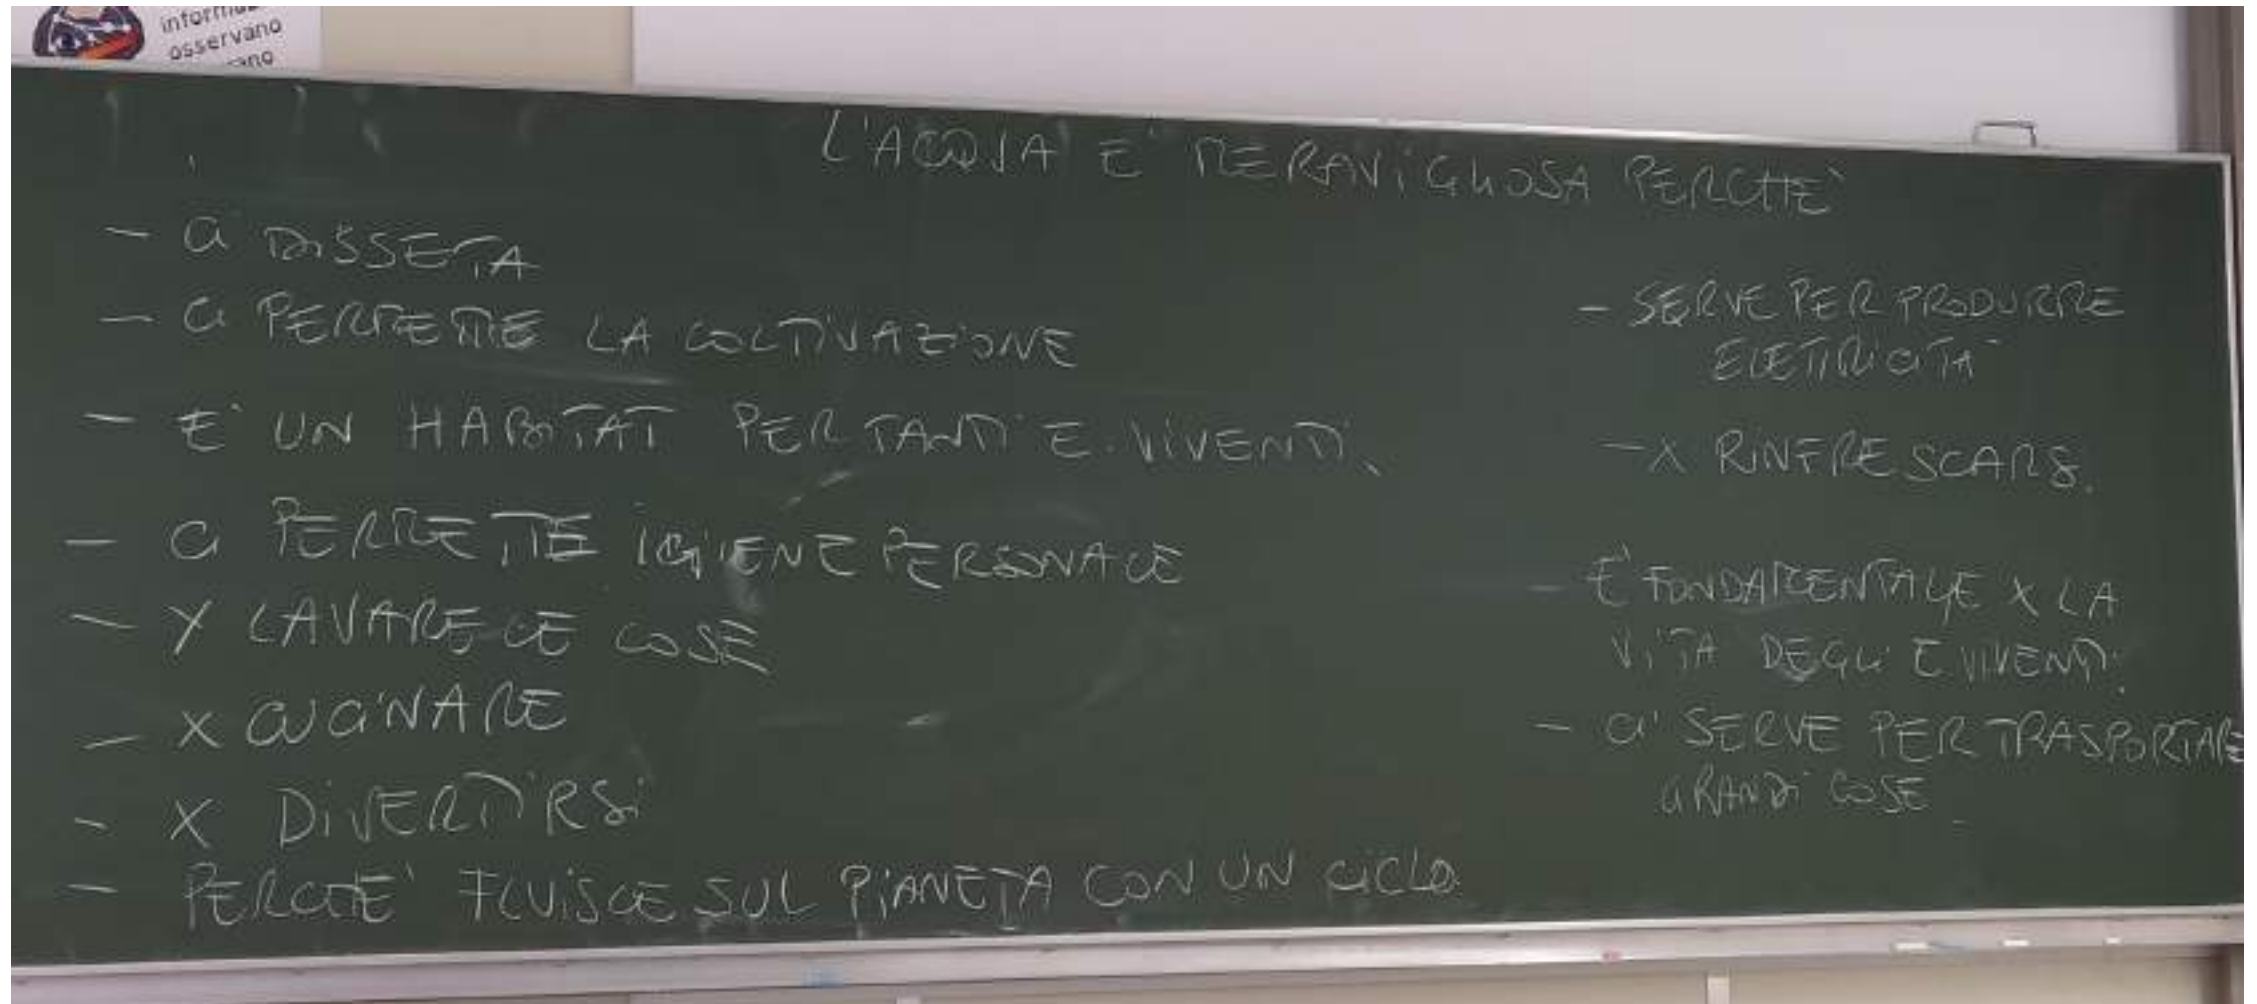 osservano
L'ACQUA E' MERAVIGLIOSA PERCHE'
- CI DISSETA
- CI PERMETTE LA COLTIVAZIONE
- E' UN HABITAT PER TANTI E. VIVENTI
- CI PERMETTE IGIENE PERSONALE
- X LAVARE LE COSE
- X CUCINARE
- X DIVERTIRSI
- PERCHE' FLUISCE SUL PIANETA CON UN CICLO
- SERVE PER PRODURRE
ELETTRICITA'
- X RINFRESCARSI.
- E' FONDAMENTALE X LA
VITA DEGLI E VIVENTI.
- CI SERVE PER TRASPORTARE
GRANDI COSE